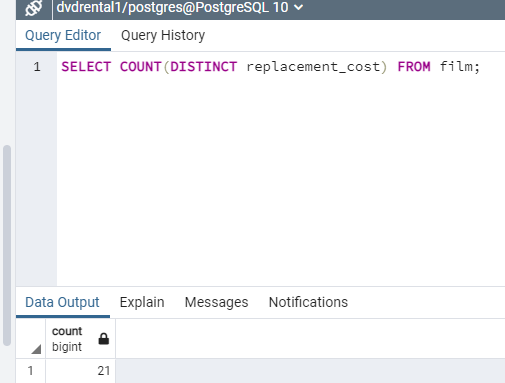 dvdrental1/postgres@PostgreSQL 10
Query Editor Query History
1 SELECT COUNT(DISTINCT replacement_cost) FROM film;
Data Output Explain Messages Notifications
count
bigint
1 21